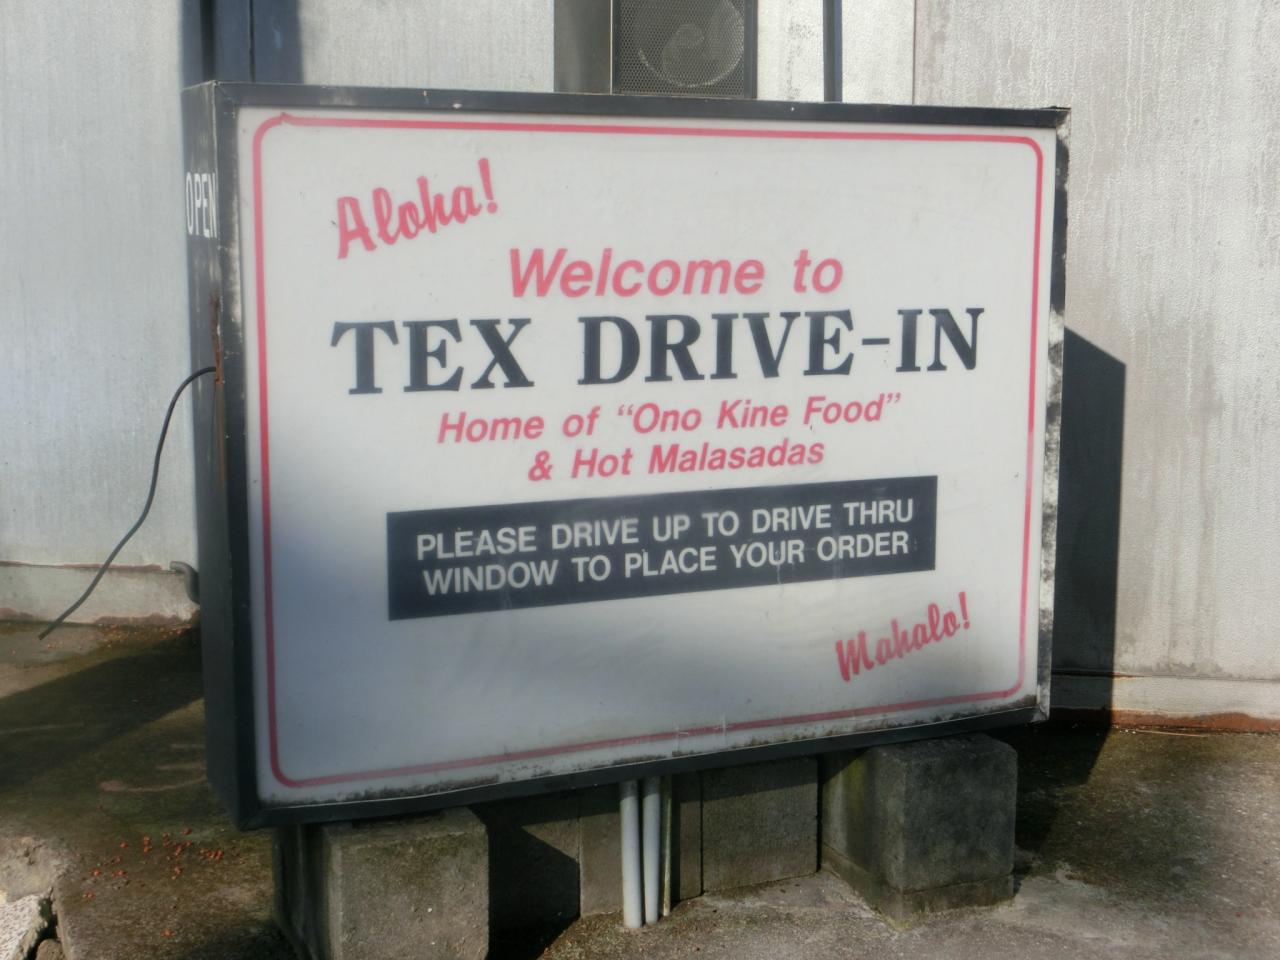 OPEN
Aloha!
Welcome to
TEX DRIVE-IN
Home of “Ono Kine Food”
& Hot Malasadas
PLEASE DRIVE UP TO DRIVE THRU
WINDOW TO PLACE YOUR ORDER
Mahalo!